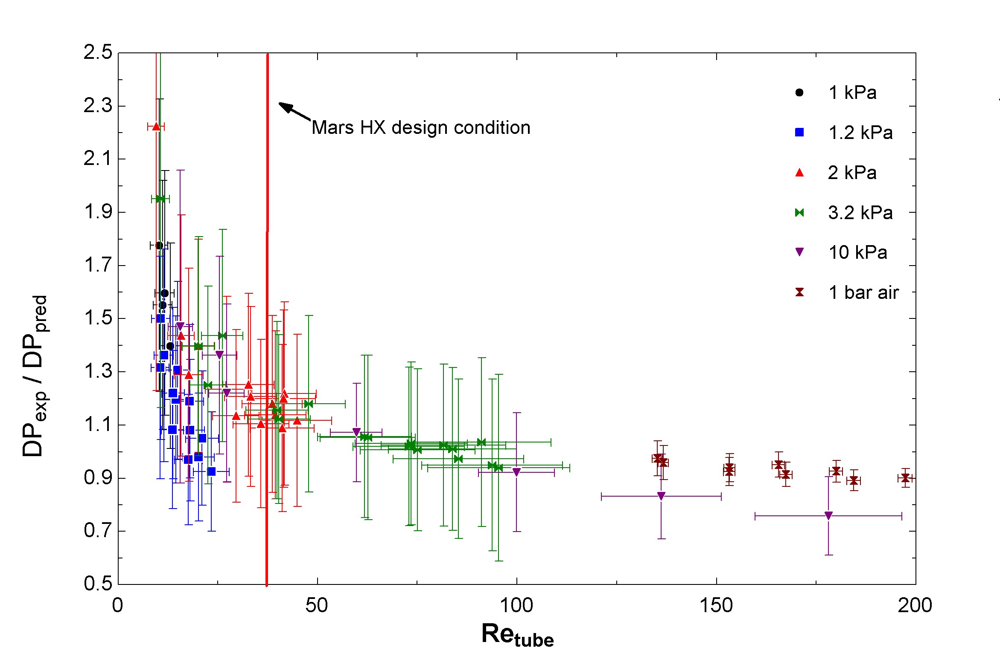 2.5
2.3
2.1
1.9
1.7
1.5
1.3
1.1
0.9
0.7
0.5
DPexp / DPpred
Mars HX design condition
1 kPa
1.2 kPa
2 kPa
3.2 kPa
10 kPa
1 bar air
0 50 100 150 200
Retube